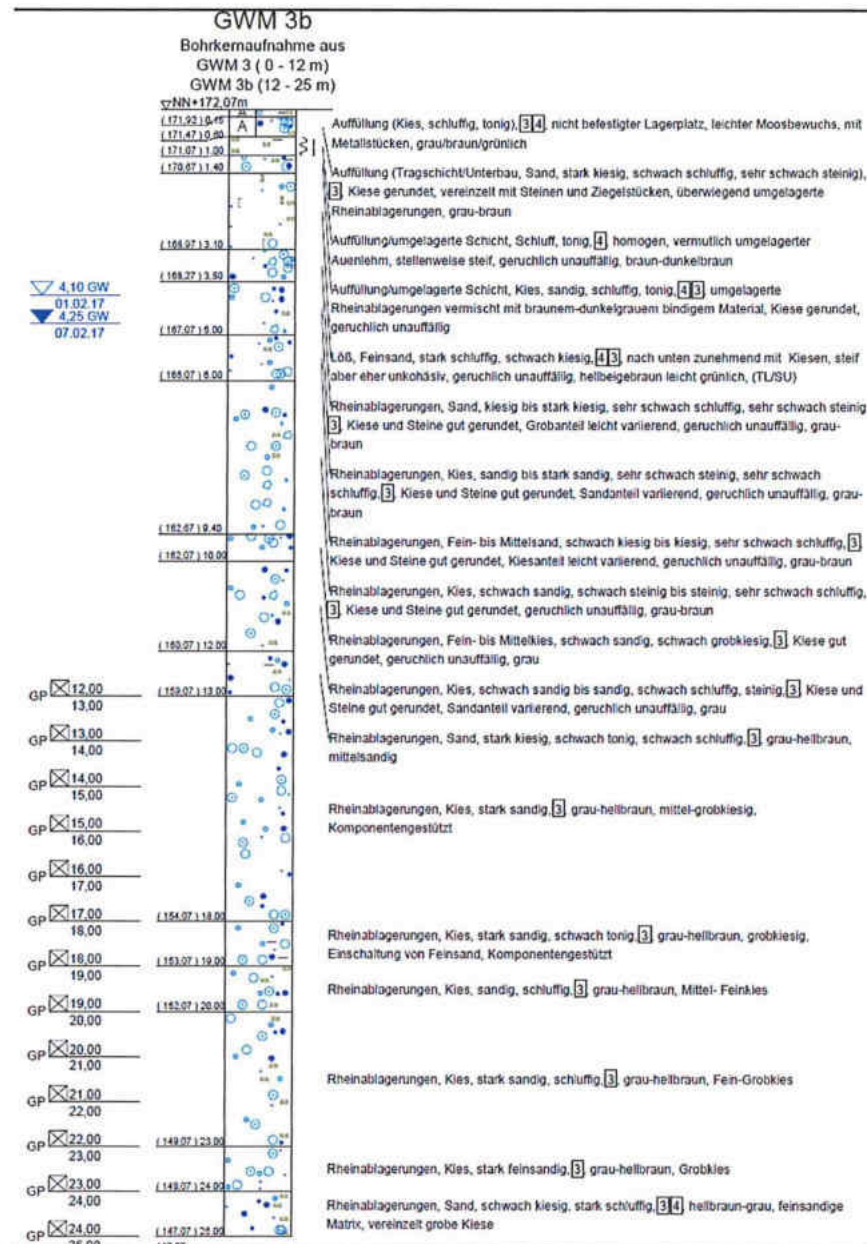 GWM 3b
Bohrkernaufnahme aus
GWM 3 ( 0 - 12 m)
GWM 3b (12 - 25 m)
NN+172,07m
(171,92) 0,15
(171,47) 0,60
(171,07) 1,00
(170,67) 1,40
3,10
(168,27) 3,80
(167,07) 5,00
6,00
(162,67) 9,40
(162,07) 10,00
(160,07) 12,00
(159,07) 13,00
(154,07) 18,00
(153,07) 19,00
(152,07) 20,00
(149,07) 23,00
24,00
(147,07) 25,00
A
A
4,10 GW
01.02.17
4,25 GW
07.02.17
GP 12,00
13,00
GP 13,00
14,00
GP 14,00
15,00
GP 15,00
16,00
GP 16,00
17,00
GP 17,00
18,00
GP 18,00
19,00
GP 19,00
20,00
GP 20,00
21,00
GP 21,00
22,00
GP 22,00
23,00
GP 23,00
24,00
GP 24,00
Auffüllung (Kies, schluffig, tonig), 3 4, nicht befestigter Lagerplatz, leichter Moosbewuchs, mit
Metallstücken, grau/braun/grünlich
Auffüllung (Tragschicht/Unterbau, Sand, stark kiesig, schwach schluffig, sehr schwach steinig),
3, Kiese gerundet, vereinzelt mit Steinen und Ziegelstücken, überwiegend umgelagerte
Rheinablagerungen, grau-braun
Auffüllung/umgelagerte Schicht, Schluff, tonig, 4, homogen, vermutlich umgelagerter
Auenlehm, stellenweise steif, geruchlich unauffällig, braun-dunkelbraun
Auffüllung/umgelagerte Schicht, Kies, sandig, schluffig, tonig, 4 3, umgelagerte
Rheinablagerungen vermischt mit braunem-dunkelgrauem bindigem Material, Kiese gerundet,
geruchlich unauffällig
Löß, Feinsand, stark schluffig, schwach kiesig, 4 3, nach unten zunehmend mit Kiesen, steif
aber eher unkohäsiv, geruchlich unauffällig, hellbeigebraun leicht grünlich, (TL/SU)
Rheinablagerungen, Sand, kiesig bis stark kiesig, sehr schwach schluffig, sehr schwach steinig
3, Kiese und Steine gut gerundet, Grobanteil leicht variierend, geruchlich unauffällig, grau-
braun
Rheinablagerungen, Kies, sandig bis stark sandig, sehr schwach steinig, sehr schwach
schluffig, 3, Kiese und Steine gut gerundet, Sandanteil variierend, geruchlich unauffällig, grau-
braun
Rheinablagerungen, Fein- bis Mittelsand, schwach kiesig bis kiesig, sehr schwach schluffig, 3,
Kiese und Steine gut gerundet, Kiesanteil leicht variierend, geruchlich unauffällig, grau-braun
Rheinablagerungen, Kies, schwach sandig, schwach steinig bis steinig, sehr schwach schluffig,
3, Kiese und Steine gut gerundet, geruchlich unauffällig, grau-braun
Rheinablagerungen, Fein- bis Mittelkies, schwach sandig, schwach grobkiesig, 3, Kiese gut
gerundet, geruchlich unauffällig, grau
Rheinablagerungen, Kies, schwach sandig bis sandig, schwach schluffig, steinig, 3, Kiese und
Steine gut gerundet, Sandanteil variierend, geruchlich unauffällig, grau
Rheinablagerungen, Sand, stark kiesig, schwach tonig, schwach schluffig, 3, grau-hellbraun,
mittelsandig
Rheinablagerungen, Kies, stark sandig, 3, grau-hellbraun, mittel-grobkiesig,
Komponentengestützt
Rheinablagerungen, Kies, stark sandig, schwach tonig, 3, grau-hellbraun, grobkiesig,
Einschaltung von Feinsand, Komponentengestützt
Rheinablagerungen, Kies, sandig, schluffig, 3, grau-hellbraun, Mittel- Feinkies
Rheinablagerungen, Kies, stark sandig, schluffig, 3, grau-hellbraun, Fein-Grobkies
Rheinablagerungen, Kies, stark feinsandig, 3, grau-hellbraun, Grobkies
Rheinablagerungen, Sand, schwach kiesig, stark schluffig, 3 4, hellbraun-grau, feinsandige
Matrix, vereinzelt grobe Kiese